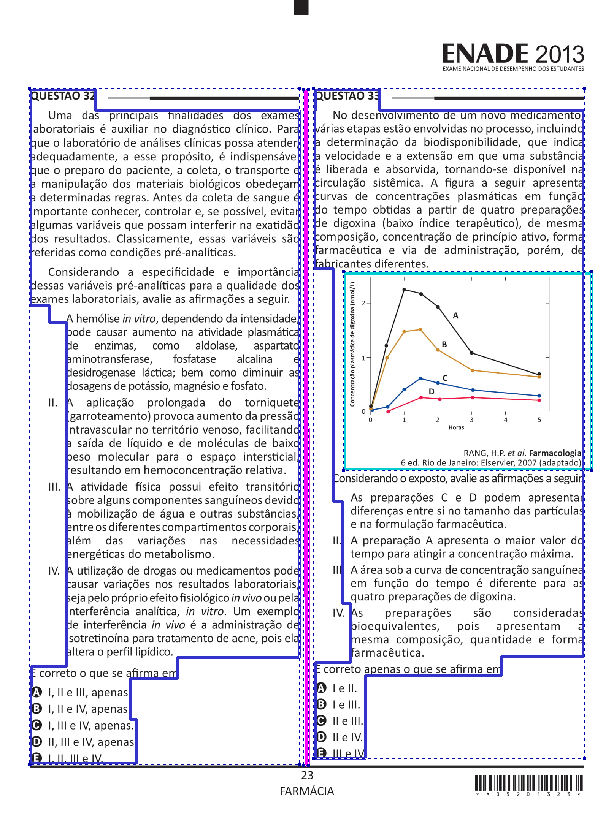 ENADE 2013
EXAME NACIONAL DE DESEMPENHO DOS ESTUDANTES
QUESTÃO 32
Uma das principais finalidades dos exames
laboratoriais é auxiliar no diagnóstico clínico. Para
que o laboratório de análises clínicas possa atender,
adequadamente, a esse propósito, é indispensável
que o preparo do paciente, a coleta, o transporte e
a manipulação dos materiais biológicos obedeçam
a determinadas regras. Antes da coleta de sangue é
importante conhecer, controlar e, se possível, evitar
algumas variáveis que possam interferir na exatidão
dos resultados. Classicamente, essas variáveis são
referidas como condições pré-analíticas.
Considerando a especificidade e importância
dessas variáveis pré-analíticas para a qualidade dos
exames laboratoriais, avalie as afirmações a seguir.
A hemólise in vitro, dependendo da intensidade,
pode causar aumento na atividade plasmática
de enzimas, como aldolase, aspartato
aminotransferase, fosfatase alcalina e
desidrogenase láctica; bem como diminuir as
dosagens de potássio, magnésio e fosfato.
II. A aplicação prolongada do torniquete
(garroteamento) provoca aumento da pressão
intravascular no território venoso, facilitando
a saída de líquido e de moléculas de baixo
peso molecular para o espaço intersticial,
resultando em hemoconcentração relativa.
III. A atividade física possui efeito transitório
sobre alguns componentes sanguíneos devido
à mobilização de água e outras substâncias,
entre os diferentes compartimentos corporais,
além das variações nas necessidades
energéticas do metabolismo.
IV. A utilização de drogas ou medicamentos pode
causar variações nos resultados laboratoriais,
seja pelo próprio efeito fisiológico in vivo ou pela
interferência analítica, in vitro. Um exemplo
de interferência in vivo é a administração de
isotretinoína para tratamento de acne, pois ela
altera o perfil lipídico.
É correto o que se afirma em
A I, II e III, apenas.
B I, II e IV, apenas.
C I, III e IV, apenas.
D II, III e IV, apenas.
E I, II, III e IV.
QUESTÃO 33
No desenvolvimento de um novo medicamento,
várias etapas estão envolvidas no processo, incluindo
a determinação da biodisponibilidade, que indica
a velocidade e a extensão em que uma substância
é liberada e absorvida, tornando-se disponível na
circulação sistêmica. A figura a seguir apresenta
curvas de concentrações plasmáticas em função
do tempo obtidas a partir de quatro preparações
de digoxina (baixo índice terapêutico), de mesma
composição, concentração de princípio ativo, forma
farmacêutica e via de administração, porém, de
fabricantes diferentes.
Concentração plasmática de digoxina (nmol/l)
2
1
0
A
B
C
D
0 1 2 3 4 5
Horas
RANG, H.P. et al. Farmacologia.
6 ed. Rio de Janeiro: Elservier, 2007 (adaptado).
Considerando o exposto, avalie as afirmações a seguir.
As preparações C e D podem apresentar
diferenças entre si no tamanho das partículas
e na formulação farmacêutica.
II. A preparação A apresenta o maior valor do
tempo para atingir a concentração máxima.
III. A área sob a curva de concentração sanguínea
em função do tempo é diferente para as
quatro preparações de digoxina.
IV. As preparações são consideradas
bioequivalentes, pois apresentam a
mesma composição, quantidade e forma
farmacêutica.
É correto apenas o que se afirma em
A I e II.
B I e III.
C II e III.
D II e IV.
E III e IV.
23
FARMÁCIA